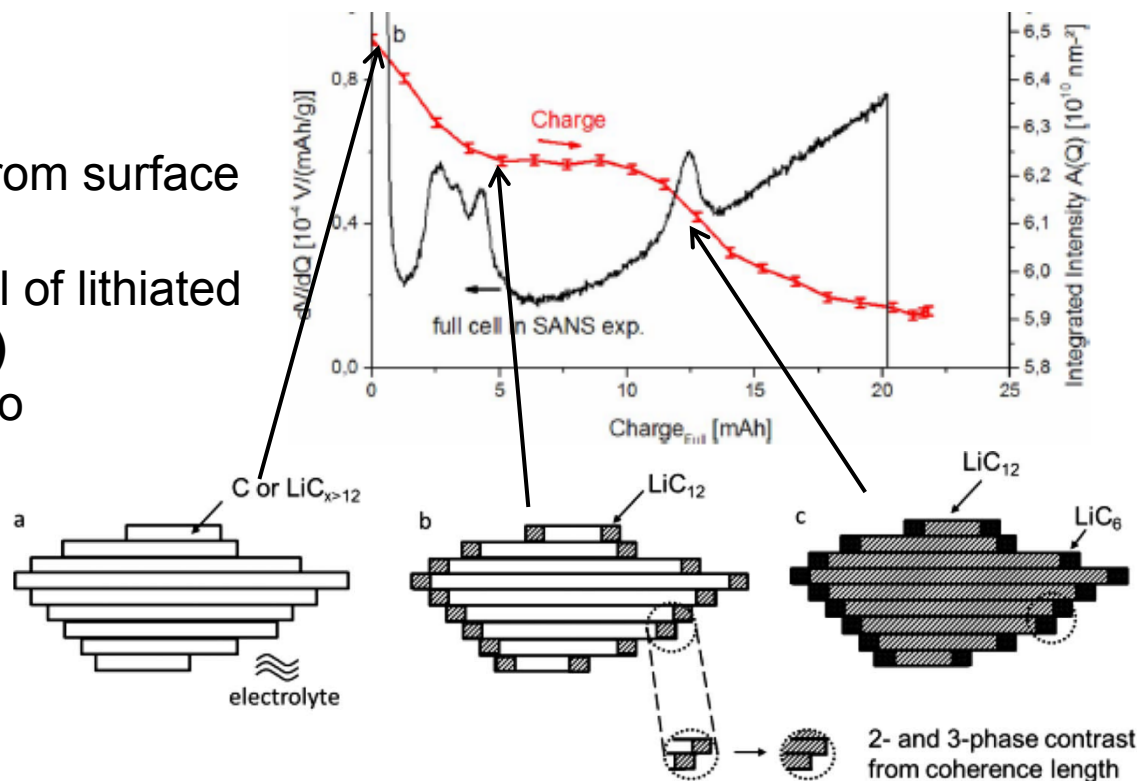 rom surface
l of lithiated
)
o
b
dV/dQ [10⁻⁴ V/(mAh/g)]
0,8
0,4
0,0
Charge
full cell in SANS exp.
6,5
6,4
6,3
6,2
6,1
6,0
5,9
5,8
Integrated Intensity A(Q) [10¹⁰ nm⁻²]
0 5 10 15 20 25
Charge_Full [mAh]
a
C or LiC_x>12
electrolyte
b
LiC₁₂
c
LiC₁₂
LiC₆
2- and 3-phase contrast
from coherence length